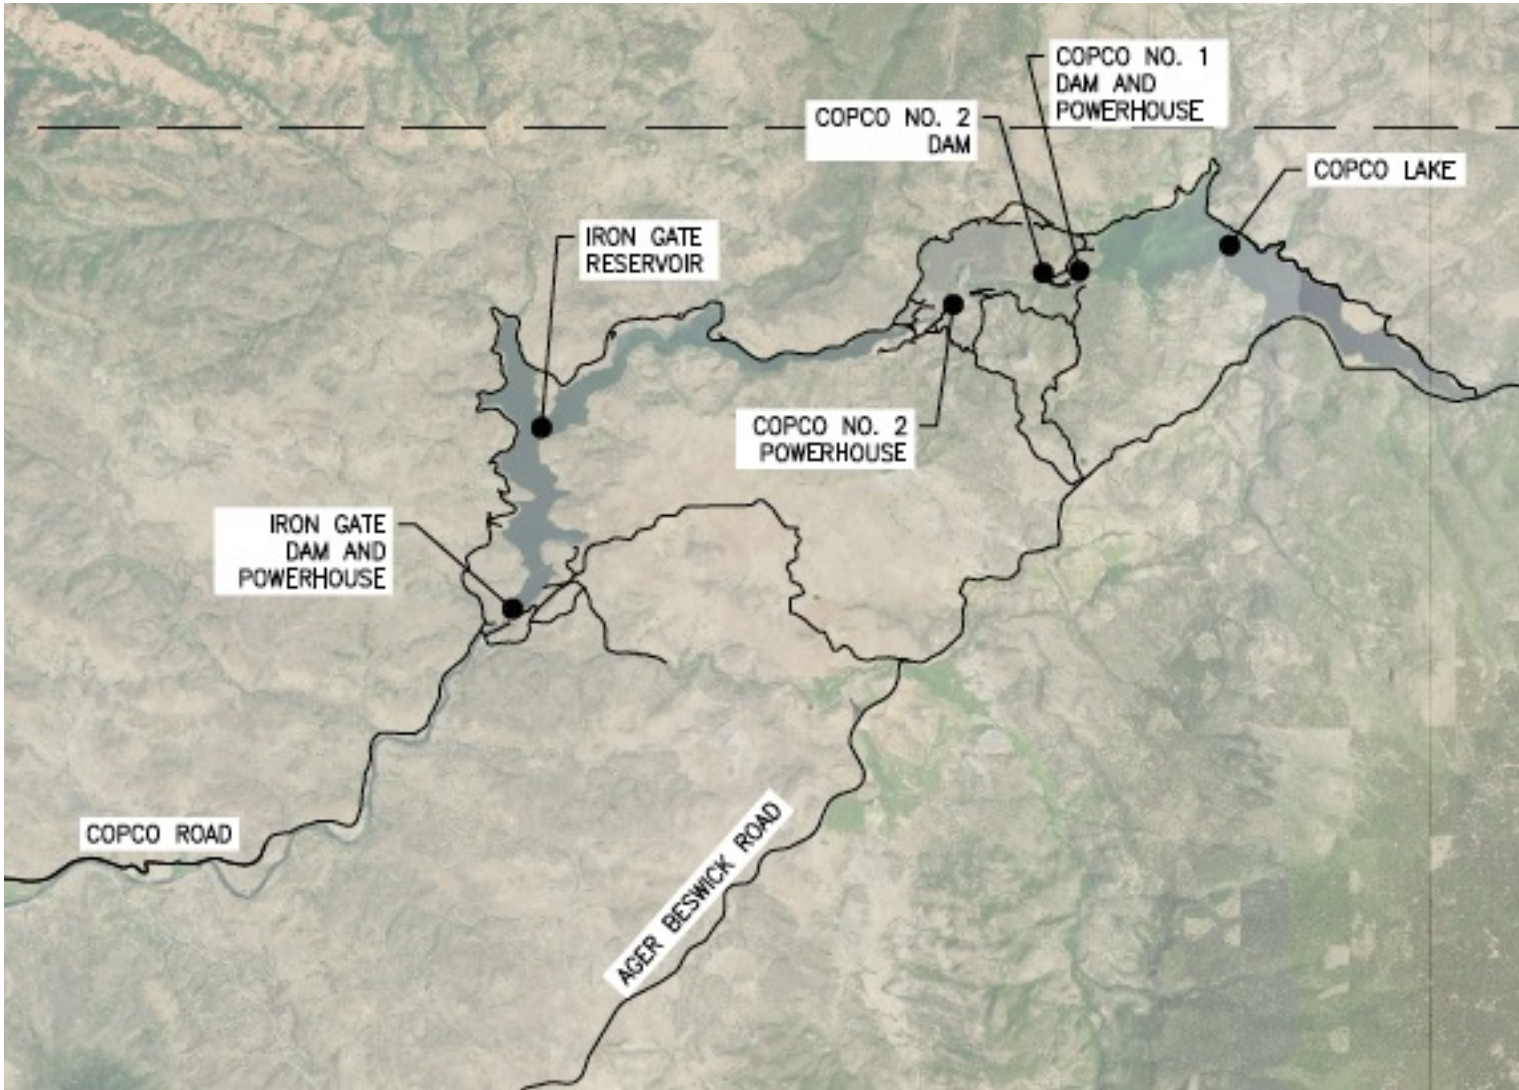 COPCO NO. 1
DAM AND
POWERHOUSE
COPCO NO. 2
DAM
COPCO LAKE
IRON GATE
RESERVOIR
COPCO NO. 2
POWERHOUSE
IRON GATE
DAM AND
POWERHOUSE
COPCO ROAD
AGER BESWICK ROAD